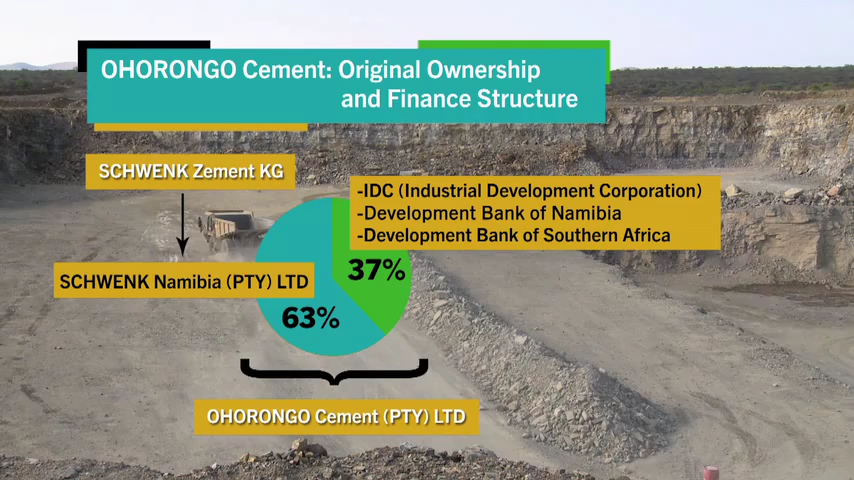 OHORONGO Cement: Original Ownership
and Finance Structure
SCHWENK Zement KG
-IDC (Industrial Development Corporation)
-Development Bank of Namibia
-Development Bank of Southern Africa
37%
SCHWENK Namibia (PTY) LTD
63%
OHORONGO Cement (PTY) LTD